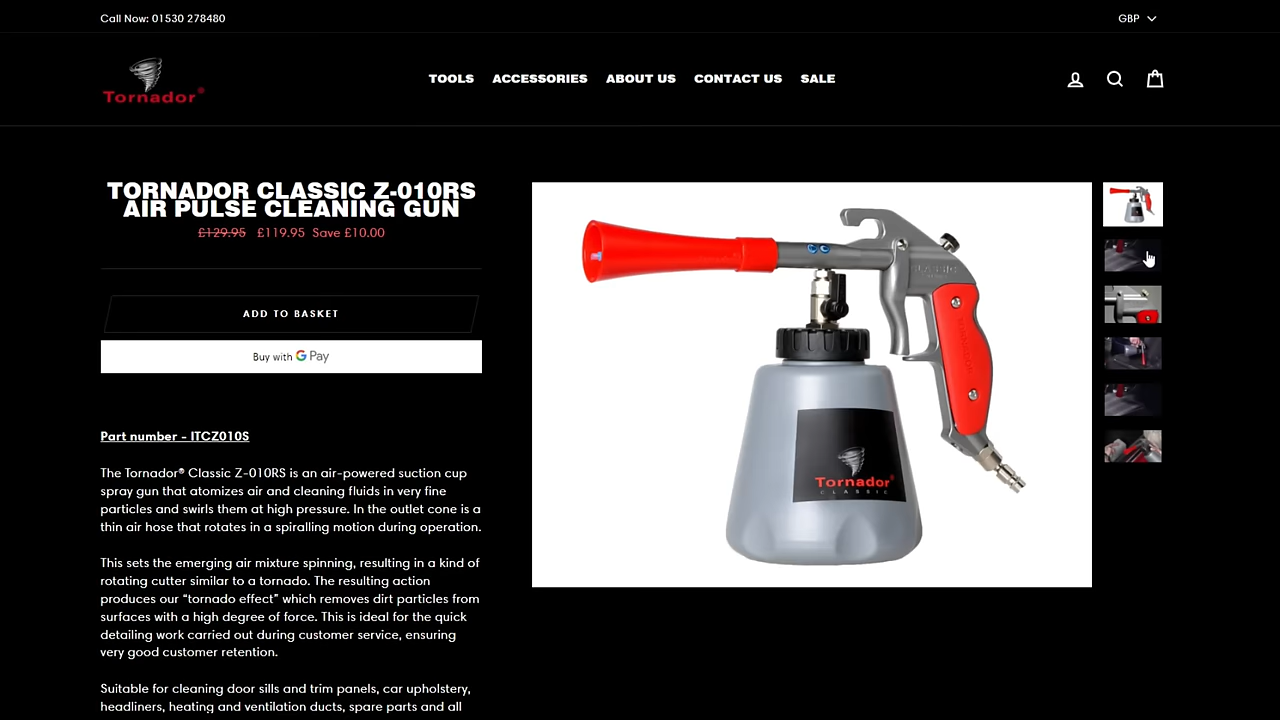 Call Now: 01530 278480
GBP
Tornador®
TOOLS ACCESSORIES ABOUT US CONTACT US SALE
TORNADOR CLASSIC Z-010RS
AIR PULSE CLEANING GUN
£129.95 £119.95 Save £10.00
ADD TO BASKET
Buy with G Pay
Part number - ITCZ010S
The Tornador® Classic Z-010RS is an air-powered suction cup
spray gun that atomizes air and cleaning fluids in very fine
particles and swirls them at high pressure. In the outlet cone is a
thin air hose that rotates in a spiralling motion during operation.
This sets the emerging air mixture spinning, resulting in a kind of
rotating cutter similar to a tornado. The resulting action
produces our “tornado effect” which removes dirt particles from
surfaces with a high degree of force. This is ideal for the quick
detailing work carried out during customer service, ensuring
very good customer retention.
Suitable for cleaning door sills and trim panels, car upholstery,
headliners, heating and ventilation ducts, spare parts and all
CLASSIC
TORNADOR
Tornador®
CLASSIC